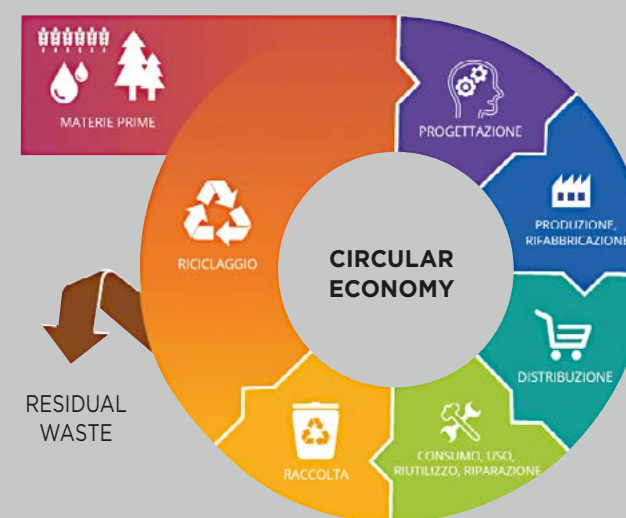 MATERIE PRIME
PROGETTAZIONE
PRODUZIONE,
RIFABBRICAZIONE
DISTRIBUZIONE
CONSUMO, USO,
RIUTILIZZO, RIPARAZIONE
RACCOLTA
RICICLAGGIO
CIRCULAR
ECONOMY
RESIDUAL
WASTE